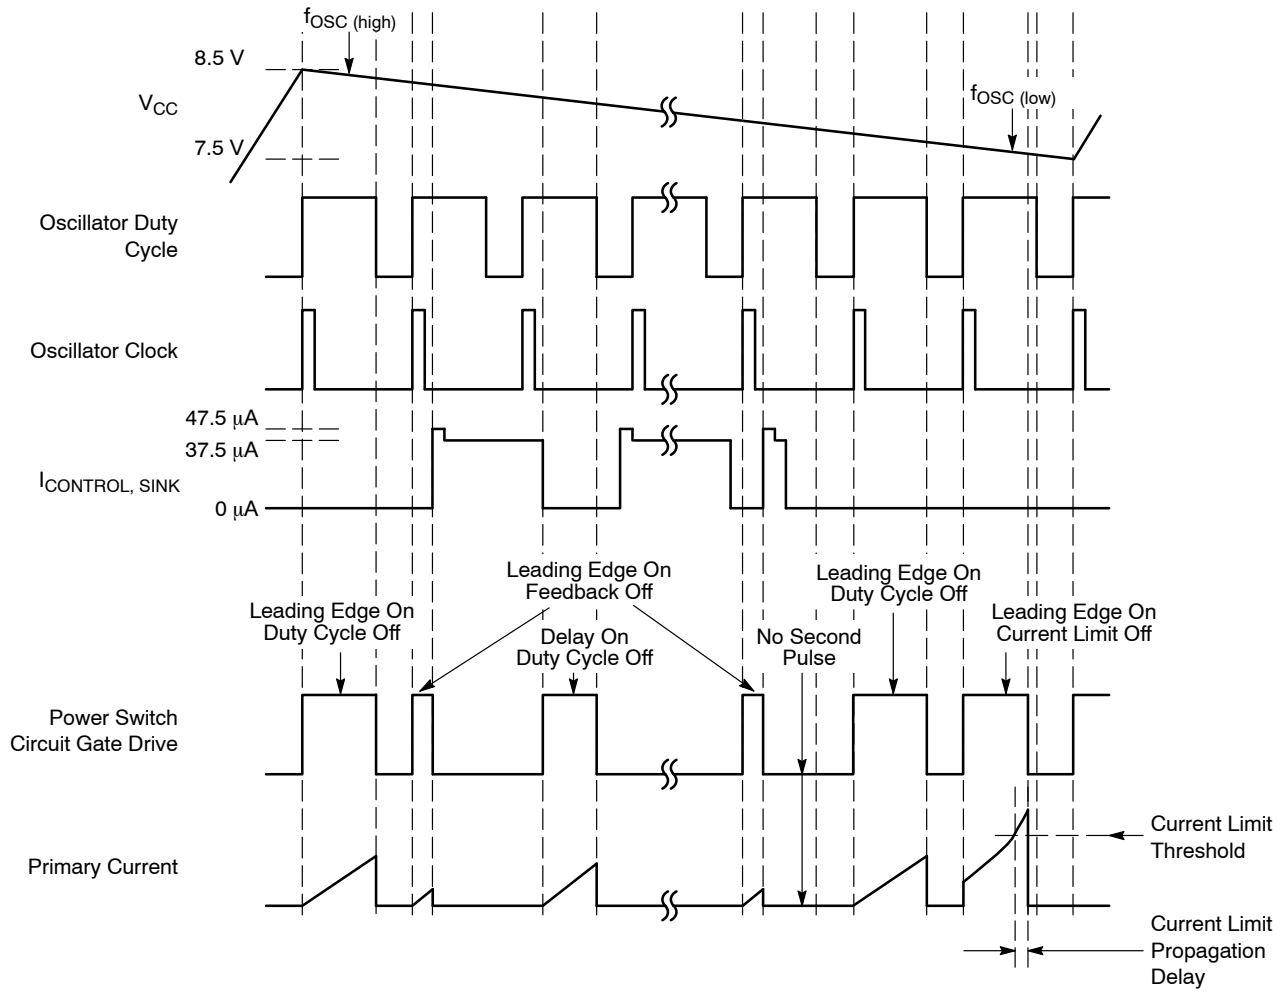 fOSC (high)
8.5 V
VCC
7.5 V
fOSC (low)
Oscillator Duty
Cycle
Oscillator Clock
47.5 μA
37.5 μA
ICONTROL, SINK
0 μA
Leading Edge On
Duty Cycle Off
Leading Edge On
Feedback Off
Delay On
Duty Cycle Off
No Second
Pulse
Leading Edge On
Duty Cycle Off
Leading Edge On
Current Limit Off
Power Switch
Circuit Gate Drive
Primary Current
Current Limit
Threshold
Current Limit
Propagation
Delay